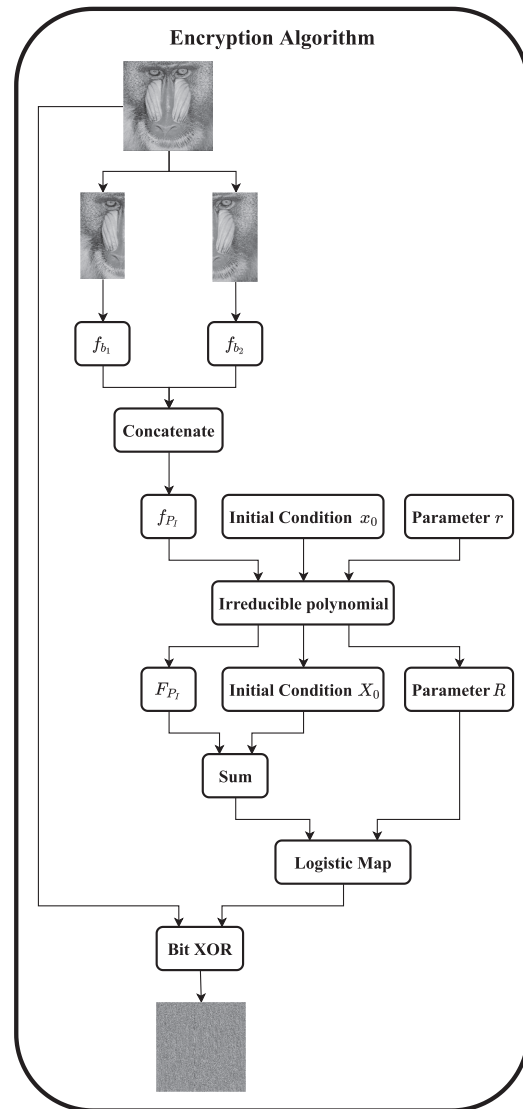 Encryption Algorithm
f_{b_1}
f_{b_2}
Concatenate
f_{P_I}
Initial Condition x_0
Parameter r
Irreducible polynomial
F_{P_I}
Initial Condition X_0
Parameter R
Sum
Logistic Map
Bit XOR